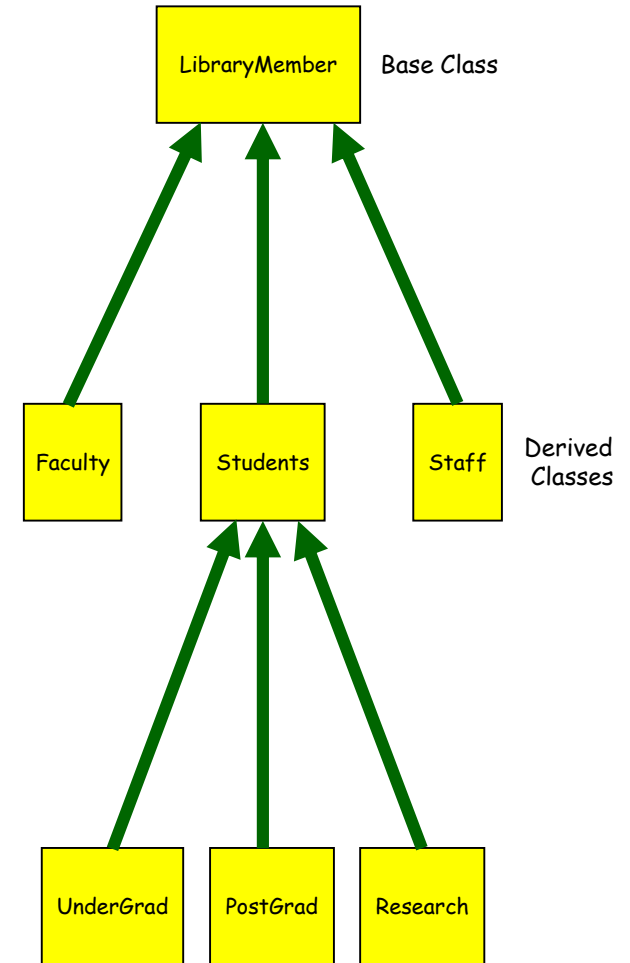 LibraryMember
Base Class
Faculty
Students
Staff
Derived
Classes
UnderGrad
PostGrad
Research